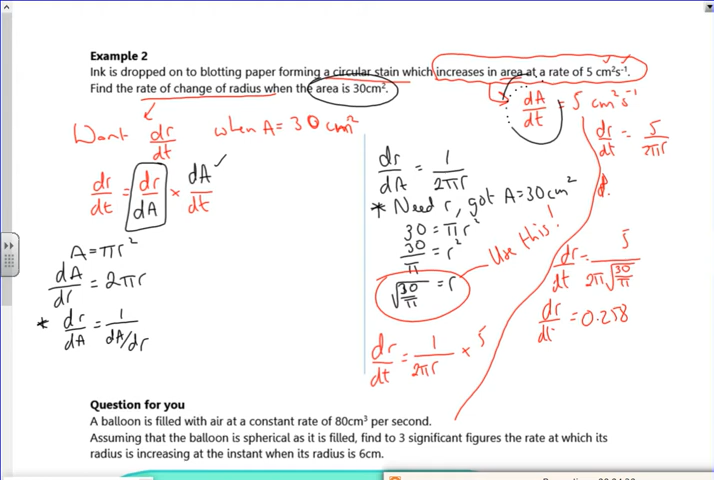 Example 2
Ink is dropped on to blotting paper forming a circular stain which increases in area at a rate of 5 cm²s⁻¹.
Find the rate of change of radius when the area is 30cm².
dA/dt = 5 cm²s⁻¹
Want dr/dt when A = 30 cm²
dr/dt = dr/dA × dA/dt ✓
A = πr²
dA/dr = 2πr
* dr/dA = 1/(dA/dr)
dr/dA = 1/2πr
* Need r, got A=30cm²
30 = πr²
30/π = r²
√(30/π) = r
Use this!
dr/dt = 1/2πr × 5
dr/dt = 5/2πr
dr/dt = 5/(2π√(30/π))
dr/dt = 0.258
Question for you
A balloon is filled with air at a constant rate of 80cm³ per second.
Assuming that the balloon is spherical as it is filled, find to 3 significant figures the rate at which its
radius is increasing at the instant when its radius is 6cm.